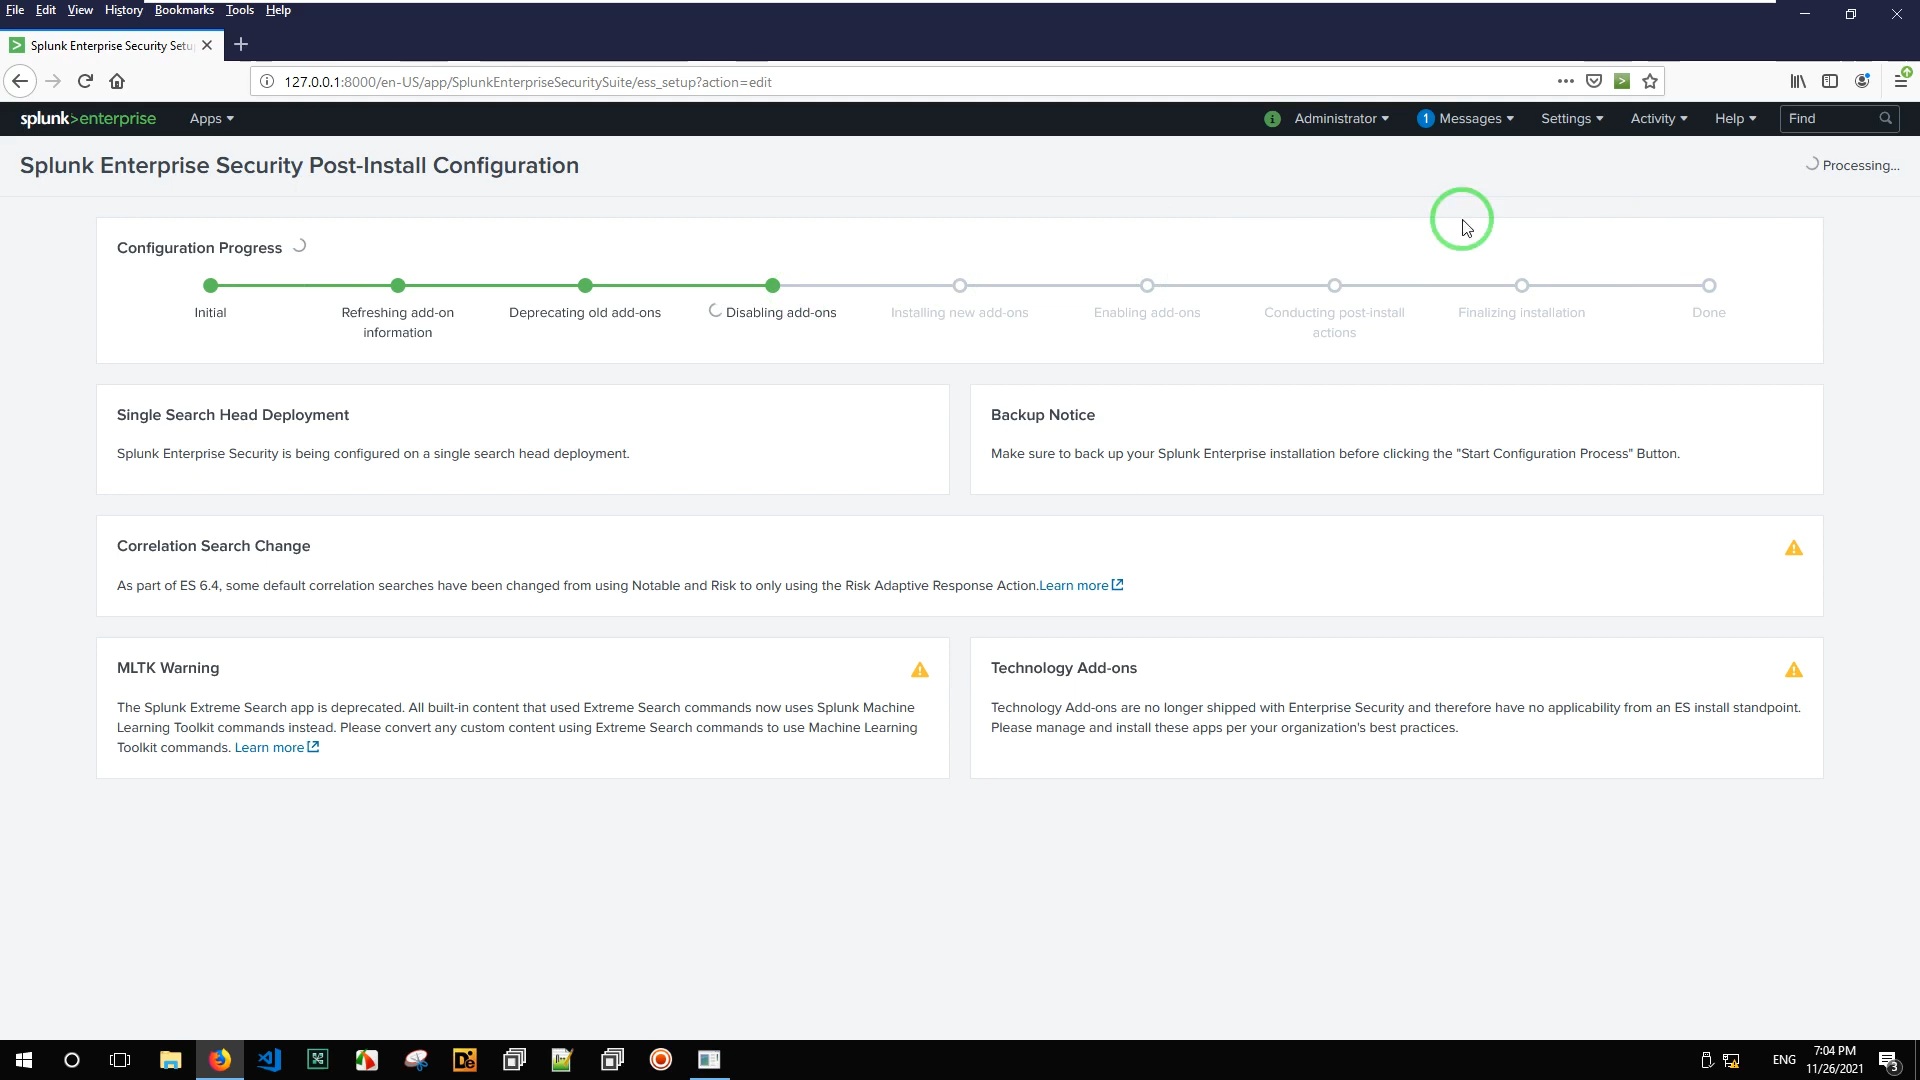 File Edit View History Bookmarks Tools Help
Splunk Enterprise Security Setu
127.0.0.1:8000/en-US/app/SplunkEnterpriseSecuritySuite/ess_setup?action=edit
splunk>enterprise Apps Administrator 1 Messages Settings Activity Help Find
Splunk Enterprise Security Post-Install Configuration
Processing...
Configuration Progress
Initial
Refreshing add-on
information
Deprecating old add-ons
Disabling add-ons
Installing new add-ons
Enabling add-ons
Conducting post-install
actions
Finalizing installation
Done
Single Search Head Deployment
Splunk Enterprise Security is being configured on a single search head deployment.
Backup Notice
Make sure to back up your Splunk Enterprise installation before clicking the "Start Configuration Process" Button.
Correlation Search Change
As part of ES 6.4, some default correlation searches have been changed from using Notable and Risk to only using the Risk Adaptive Response Action.Learn more
MLTK Warning
The Splunk Extreme Search app is deprecated. All built-in content that used Extreme Search commands now uses Splunk Machine
Learning Toolkit commands instead. Please convert any custom content using Extreme Search commands to use Machine Learning
Toolkit commands. Learn more
Technology Add-ons
Technology Add-ons are no longer shipped with Enterprise Security and therefore have no applicability from an ES install standpoint.
Please manage and install these apps per your organization's best practices.
De
ENG
7:04 PM
11/26/2021
3